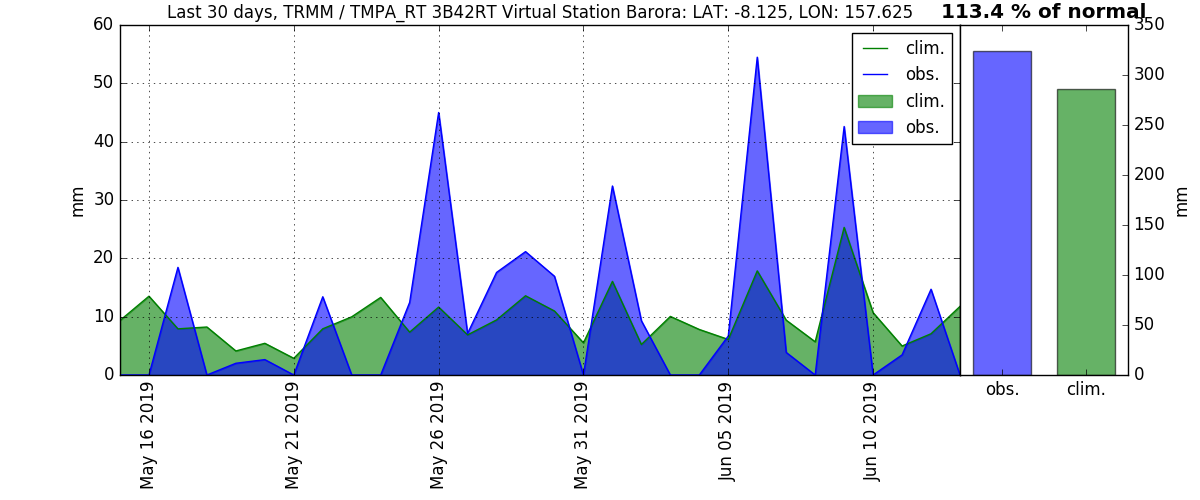 Last 30 days, TRMM / TMPA_RT 3B42RT Virtual Station Barora: LAT: -8.125, LON: 157.625
113.4 % of normal
60
50
40
30
20
10
0
mm
May 16 2019
May 21 2019
May 26 2019
May 31 2019
Jun 05 2019
Jun 10 2019
clim.
obs.
clim.
obs.
350
300
250
200
150
100
50
0
mm
obs.
clim.